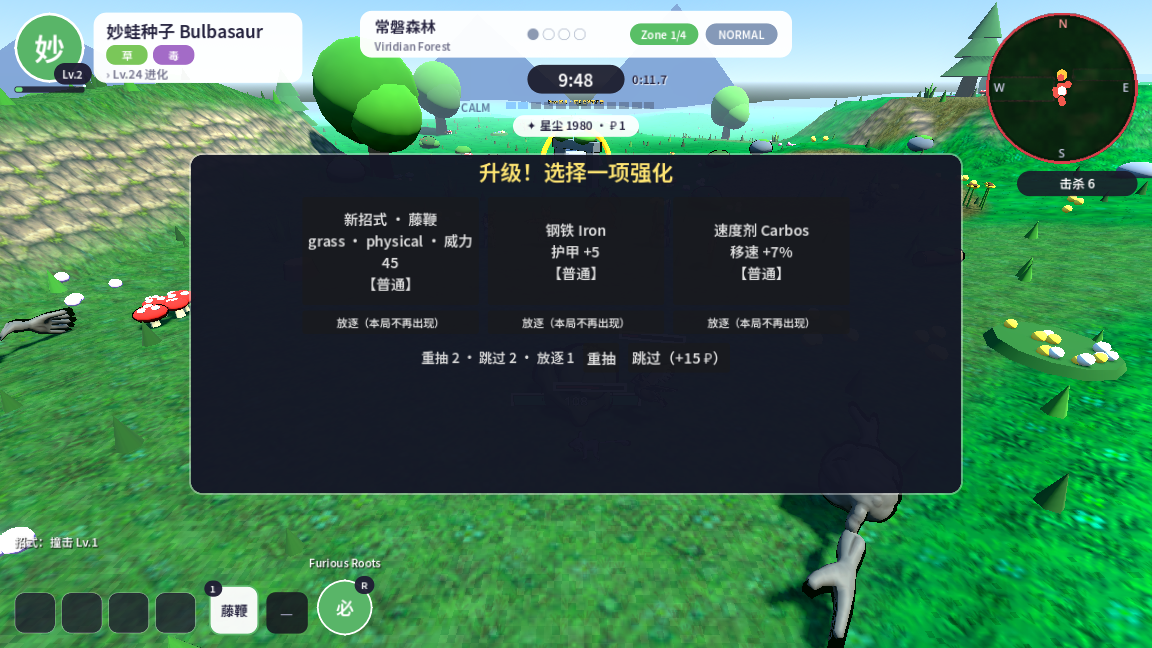 妙
Lv.2
妙蛙种子 Bulbasaur
草
毒
› Lv.24 进化
常磐森林
Viridian Forest
Zone 1/4
NORMAL
9:48
0:11.7
CALM
✦ 星尘 1980 · ₽ 1
N
W
E
S
击杀 6
升级！选择一项强化
新招式 · 藤鞭
grass · physical · 威力
45
【普通】
钢铁 Iron
护甲 +5
【普通】
速度剂 Carbos
移速 +7%
【普通】
放逐（本局不再出现）
放逐（本局不再出现）
放逐（本局不再出现）
重抽 2 · 跳过 2 · 放逐 1
重抽
跳过（+15 ₽）
招式：撞击 Lv.1
Furious Roots
1
藤鞭
—
R
必